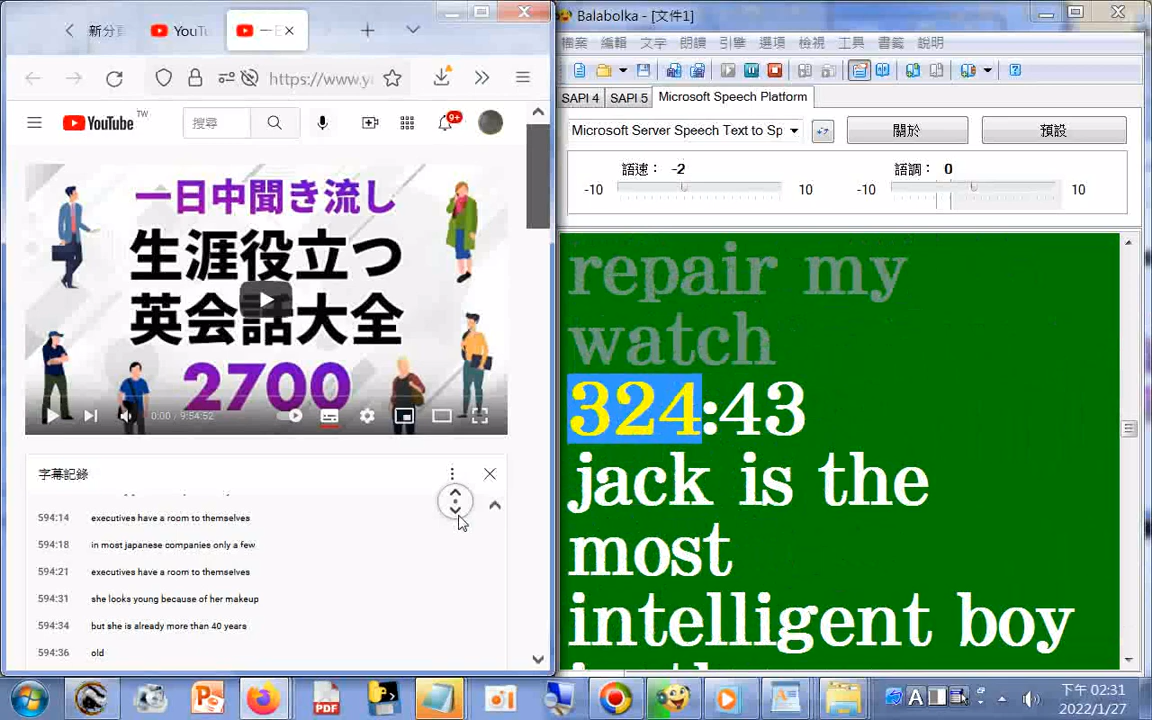 新分
YouTu
一E
https://www.y
TW
YouTube
搜尋
9+
一日中聞き流し
生涯役立つ
英会話大全
2700
0:00 / 9:54:52
字幕記錄
594:14 executives have a room to themselves
594:18 in most japanese companies only a few
594:21 executives have a room to themselves
594:31 she looks young because of her makeup
594:34 but she is already more than 40 years
594:36 old
Balabolka - [文件1]
檔案 編輯 文字 朗讀 引擎 選項 檢視 工具 書籤 說明
SAPI 4 SAPI 5 Microsoft Speech Platform
Microsoft Server Speech Text to Sp 關於 預設
語速： -2 語調： 0
-10 10 -10 10
repair my
watch
324:43
jack is the
most
intelligent boy
PDF
A
下午 02:31
2022/1/27